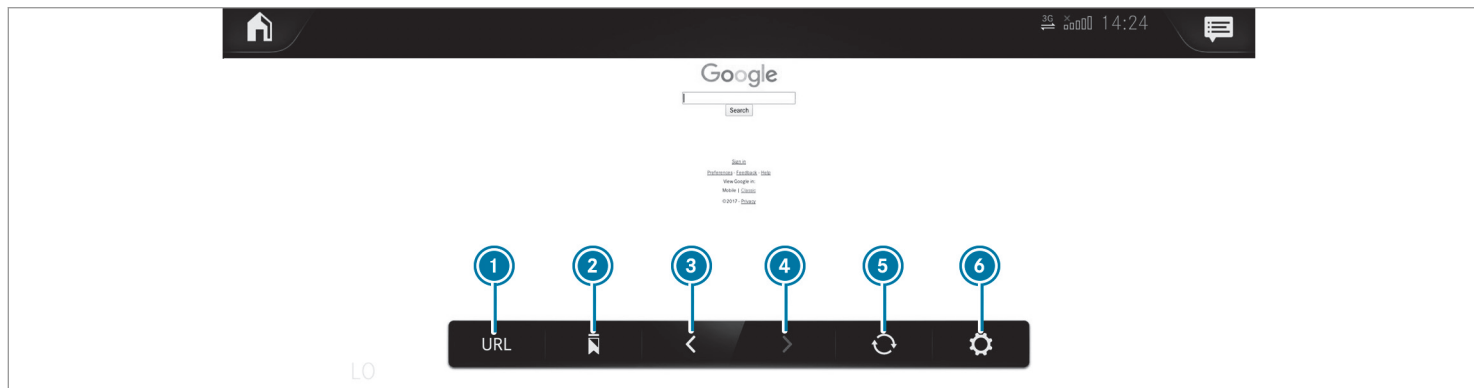 3G 14:24
Google
Search
Sign in
Preferences · Feedback · Help
View Google in:
Mobile | Classic
©2017 - Privacy
1 2 3 4 5 6
URL
LO